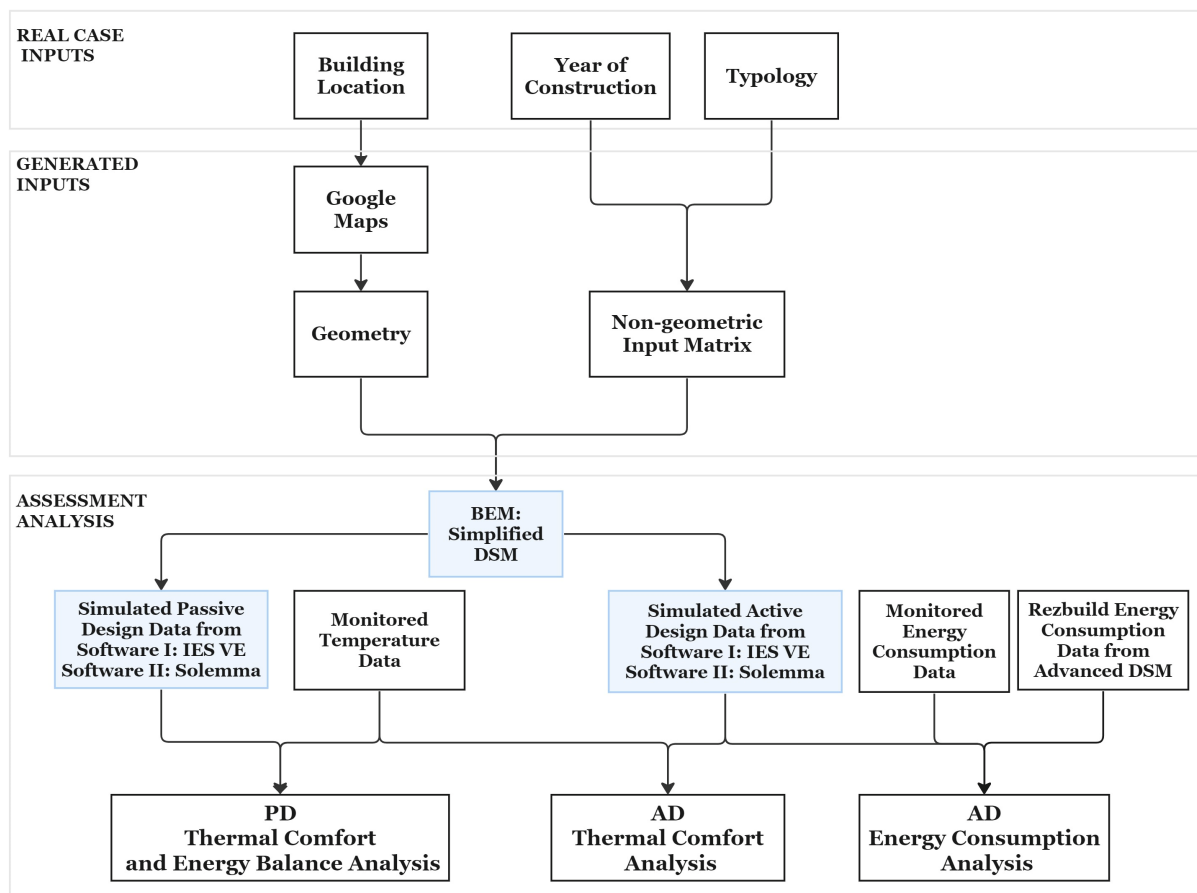 REAL CASE
INPUTS
Building
Location
Year of
Construction
Typology
GENERATED
INPUTS
Google
Maps
Geometry
Non-geometric
Input Matrix
ASSESSMENT
ANALYSIS
BEM:
Simplified
DSM
Simulated Passive
Design Data from
Software I: IES VE
Software II: Solemma
Monitored
Temperature
Data
Simulated Active
Design Data from
Software I: IES VE
Software II: Solemma
Monitored
Energy
Consumption
Data
Rezbuild Energy
Consumption
Data from
Advanced DSM
PD
Thermal Comfort
and Energy Balance Analysis
AD
Thermal Comfort
Analysis
AD
Energy Consumption
Analysis